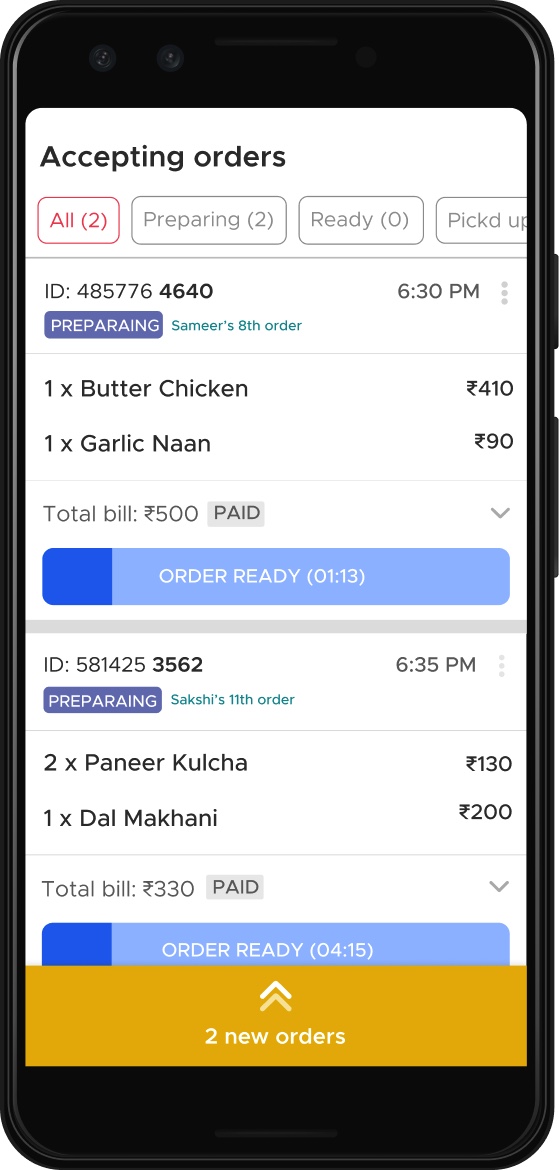 Accepting orders
All (2) Preparing (2) Ready (0) Pickd up
ID: 485776 4640 6:30 PM
PREPARAING Sameer's 8th order
1 x Butter Chicken ₹410
1 x Garlic Naan ₹90
Total bill: ₹500 PAID
ORDER READY (01:13)
ID: 581425 3562 6:35 PM
PREPARAING Sakshi's 11th order
2 x Paneer Kulcha ₹130
1 x Dal Makhani ₹200
Total bill: ₹330 PAID
ORDER READY (04:15)
2 new orders